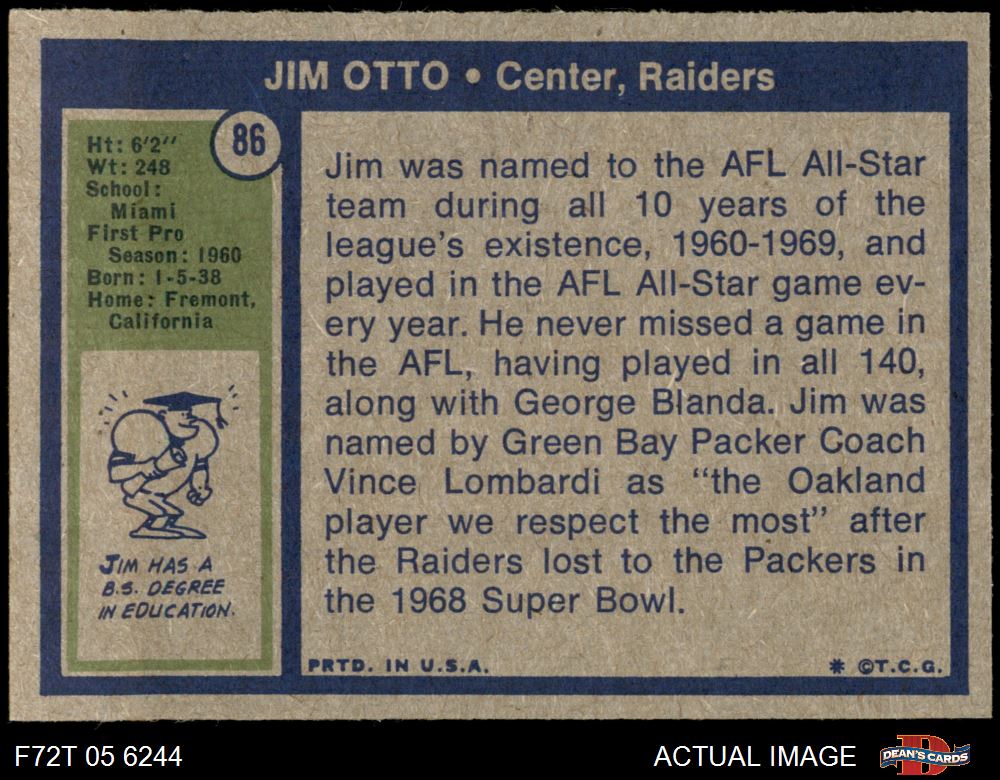 JIM OTTO • Center, Raiders
86
Ht: 6'2''
Wt: 248
School:
Miami
First Pro
Season: 1960
Born: 1-5-38
Home: Fremont,
California
JIM HAS A
B.S. DEGREE
IN EDUCATION.
Jim was named to the AFL All-Star
team during all 10 years of the
league's existence, 1960-1969, and
played in the AFL All-Star game ev-
ery year. He never missed a game in
the AFL, having played in all 140,
along with George Blanda. Jim was
named by Green Bay Packer Coach
Vince Lombardi as "the Oakland
player we respect the most" after
the Raiders lost to the Packers in
the 1968 Super Bowl.
PRTD. IN U.S.A.
* ©T.C.G.
F72T 05 6244
ACTUAL IMAGE
D
DEAN'S CARDS